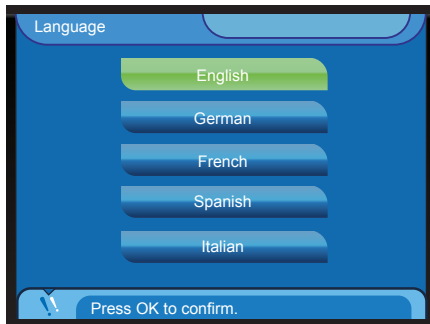 Language
English
German
French
Spanish
Italian
Press OK to confirm.